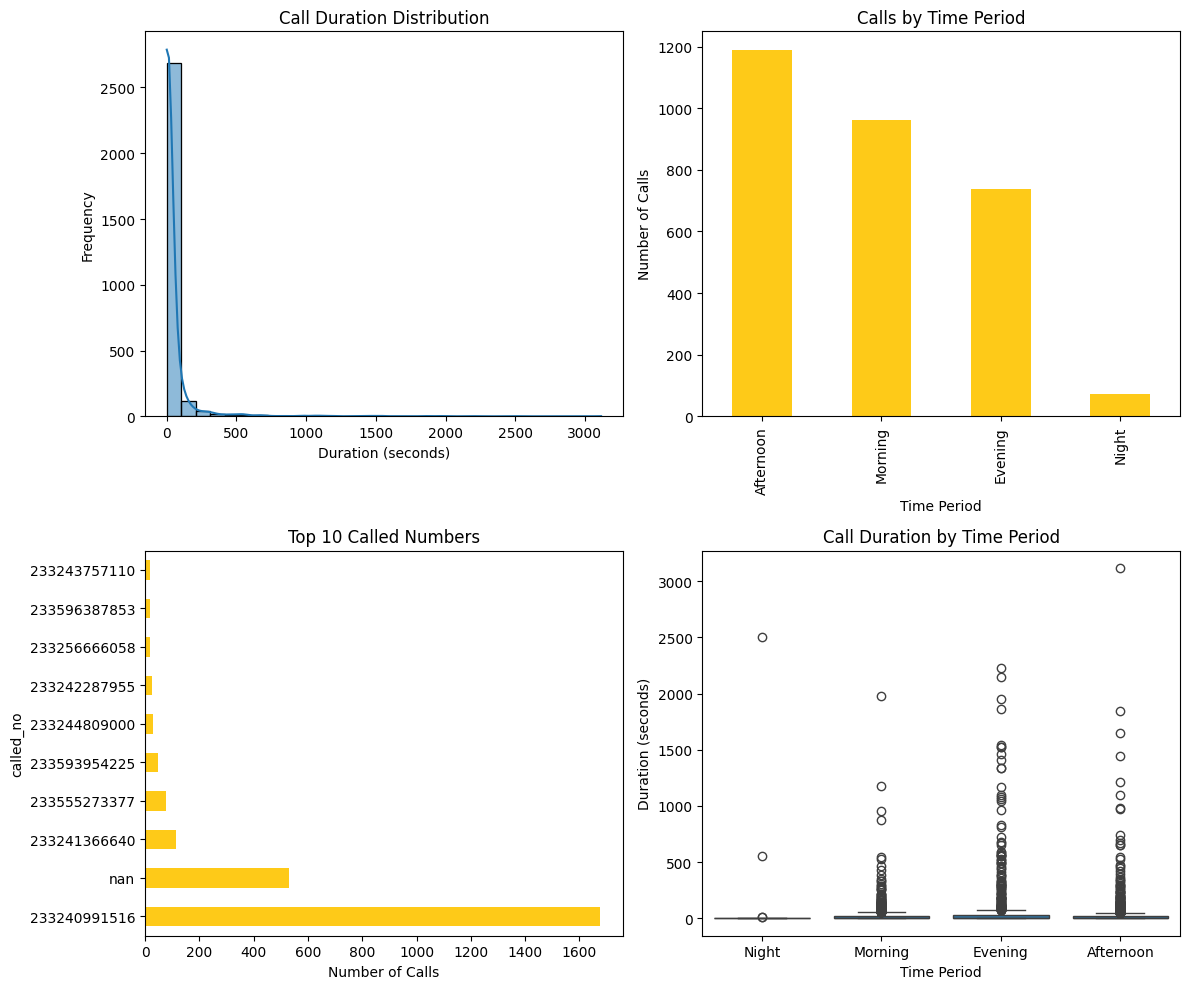 Call Duration Distribution
Frequency
2500
2000
1500
1000
500
0
0 500 1000 1500 2000 2500 3000
Duration (seconds)
Calls by Time Period
Number of Calls
1200
1000
800
600
400
200
0
Afternoon
Morning
Evening
Night
Time Period
Top 10 Called Numbers
called_no
233243757110
233596387853
233256666058
233242287955
233244809000
233593954225
233555273377
233241366640
nan
233240991516
0 200 400 600 800 1000 1200 1400 1600
Number of Calls
Call Duration by Time Period
Duration (seconds)
3000
2500
2000
1500
1000
500
0
Night Morning Evening Afternoon
Time Period